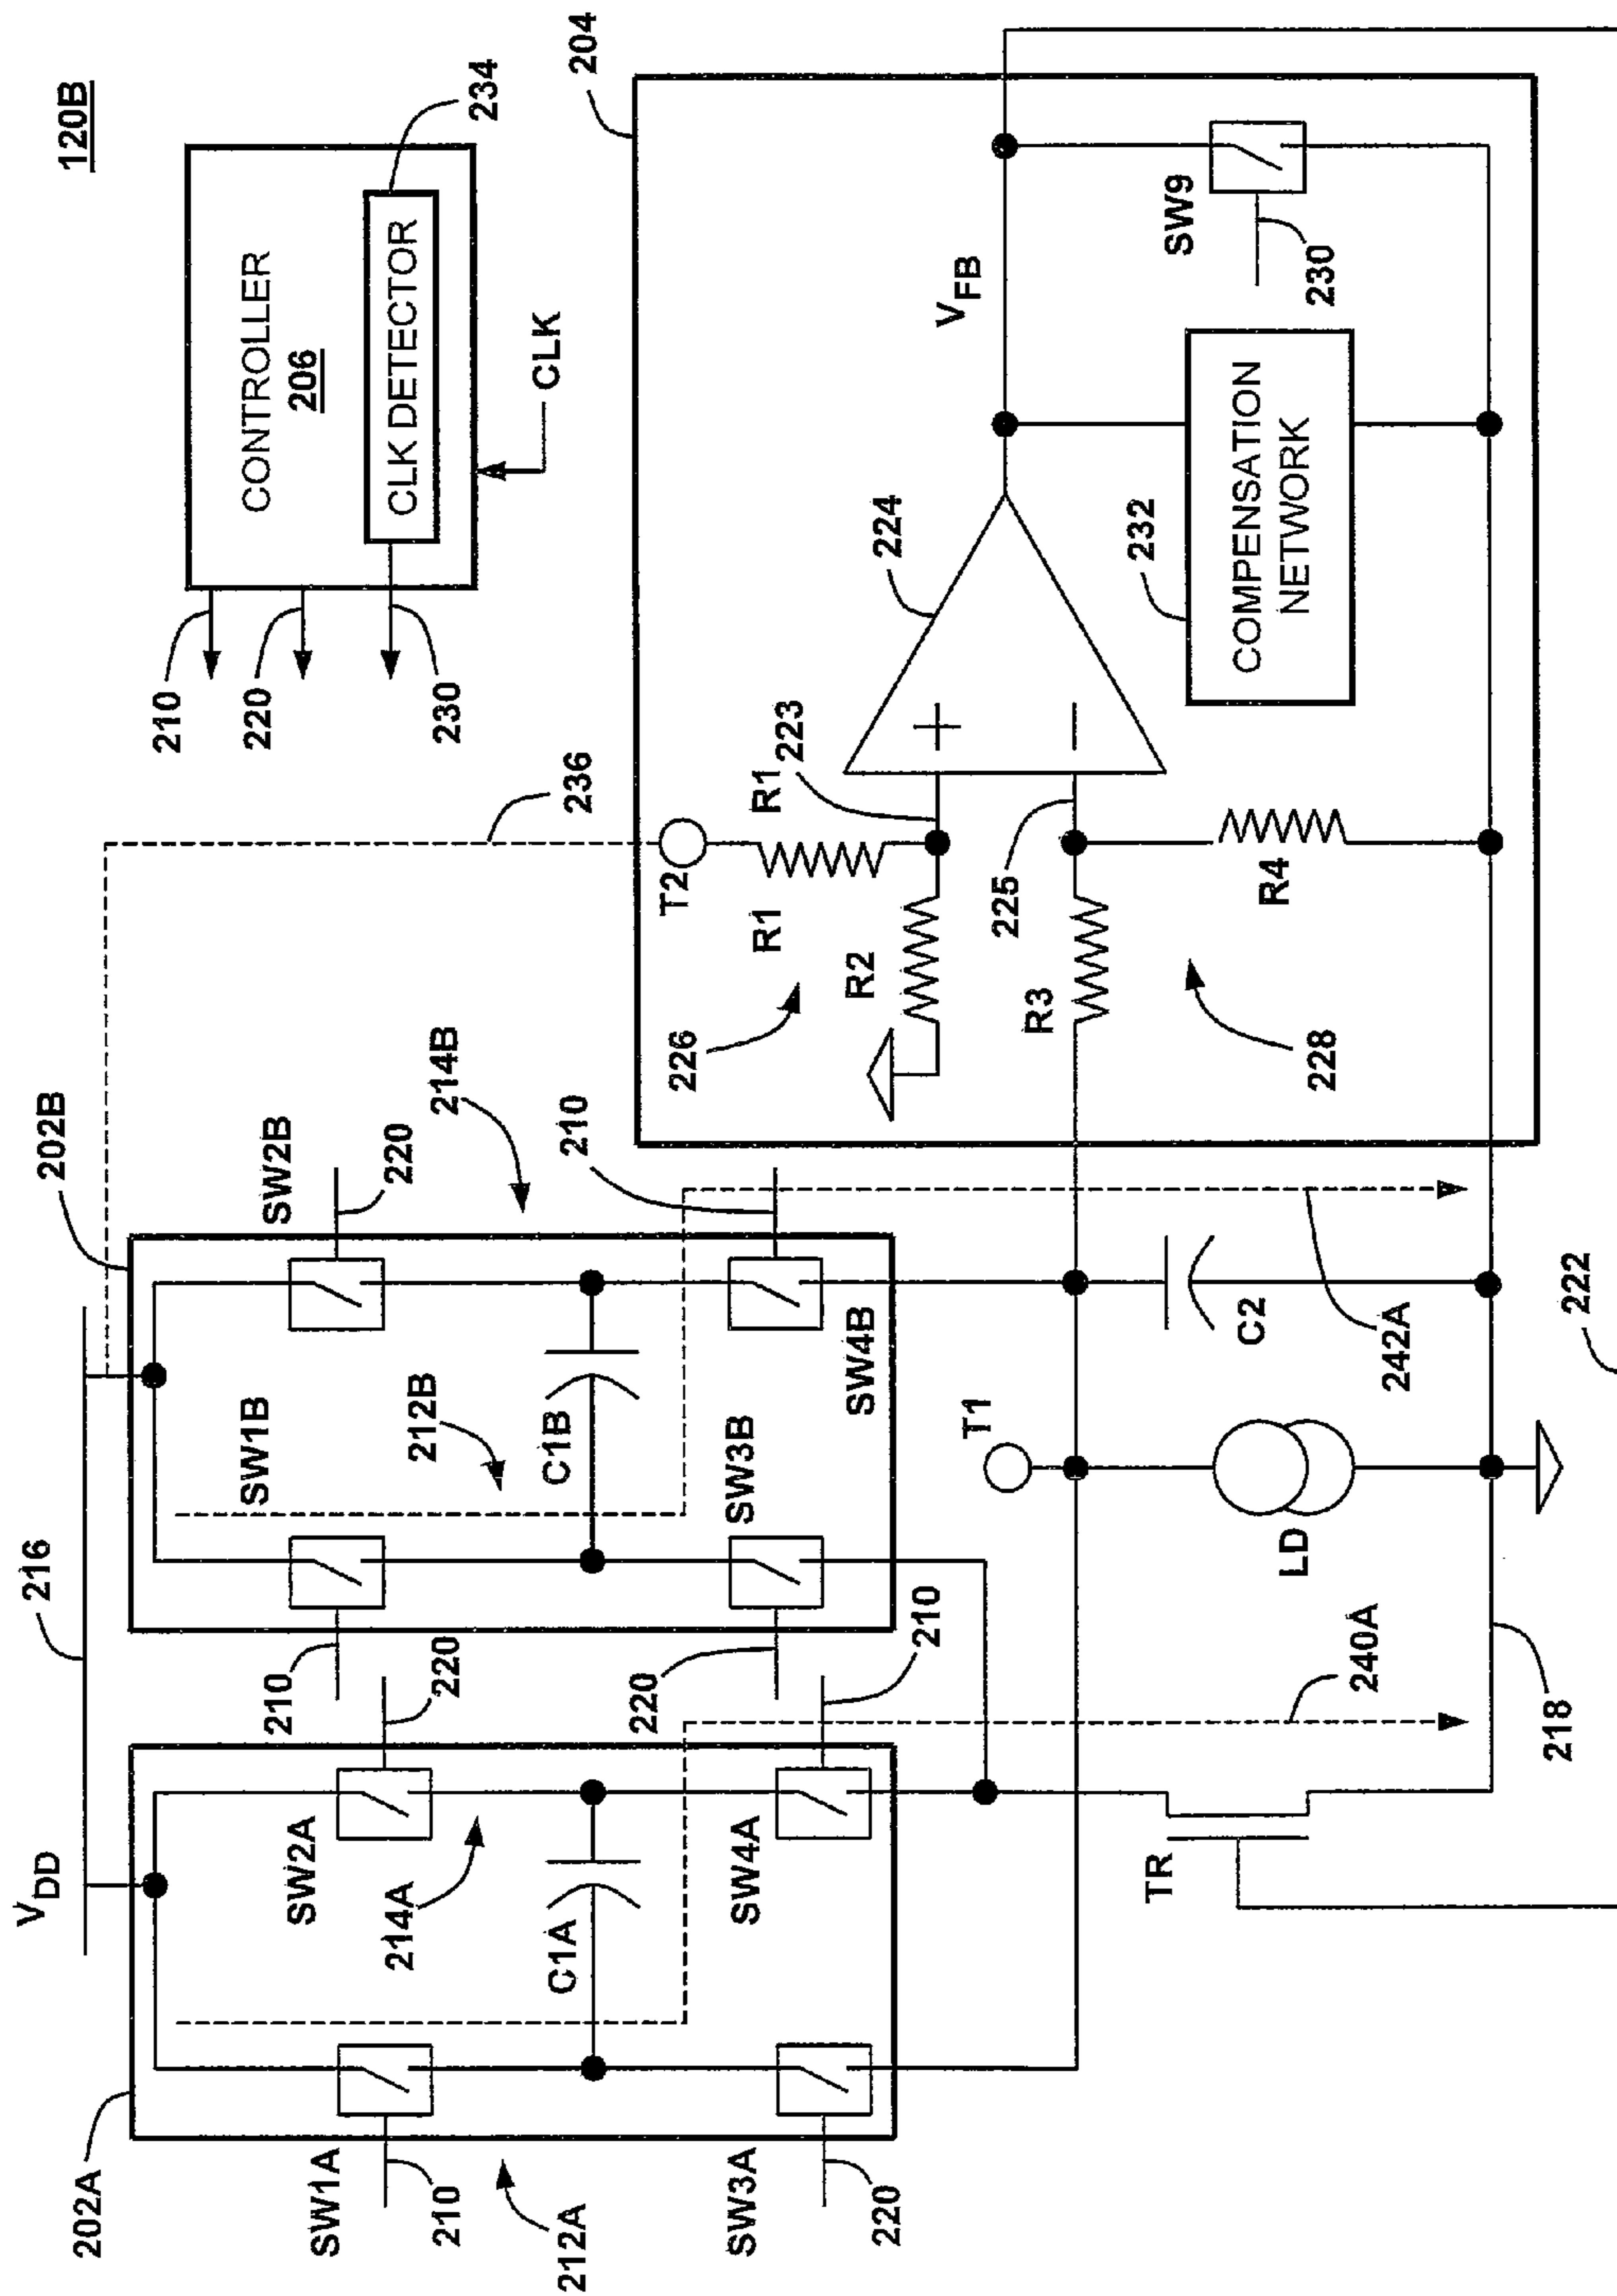 120B
V_DD
216
202A
202B
SW1A
210
SW2A
220
212A
214A
C1A
SW3A
220
SW4A
210
SW1B
210
SW2B
220
212B
214B
C1B
SW3B
220
SW4B
210
240A
242A
TR
218
LD
T1
C2
222
CONTROLLER
206
CLK DETECTOR
234
210
220
230
CLK
236
204
T2
R1
R1
223
226
R2
225
R3
228
R4
224
+
−
V_FB
232
COMPENSATION
NETWORK
SW9
230